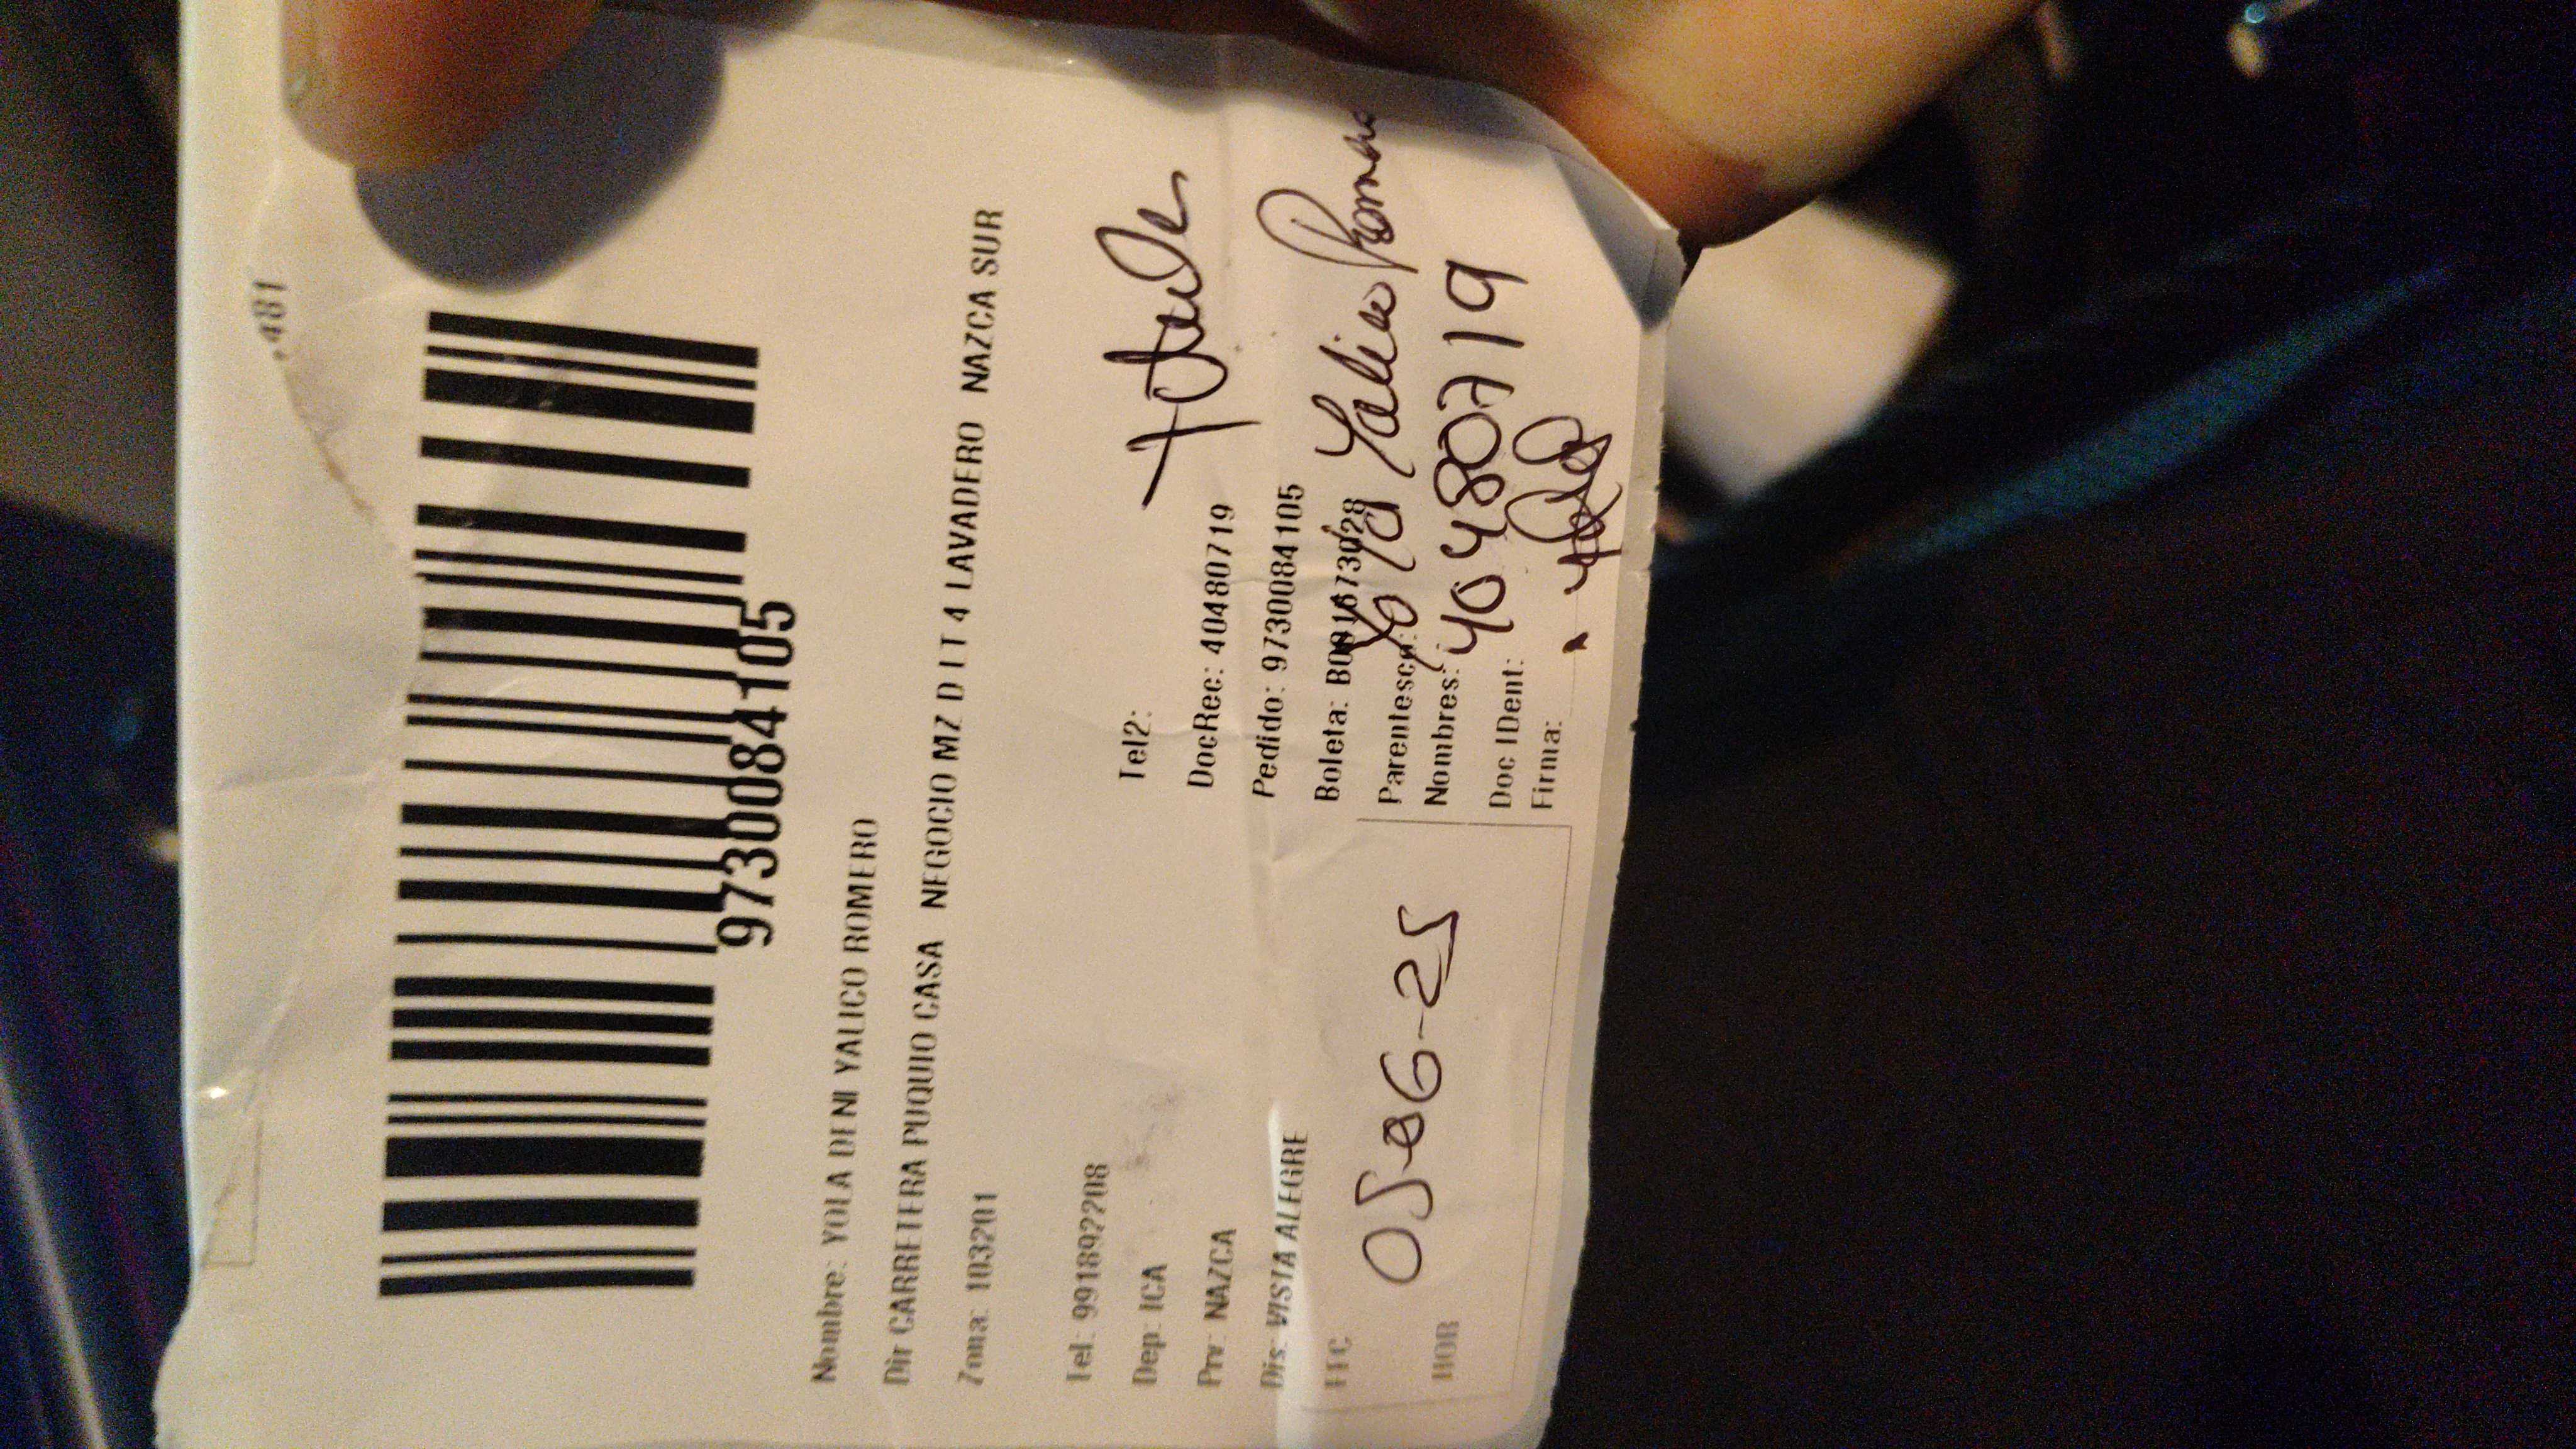 481
9730084105
Nombre: YOLA DENI YALICO ROMERO
Dir CARRETERA PUQUIO CASA NEGOCIO MZ D LT 4 LAVADERO NAZCA SUR
Zona: 103201
Tel: 991892208
Tel2:
Dep: ICA
DocRec: 40480719
Prv: NAZCA
Pedido: 9730084105
Dis: VISTA ALEGRE
Boleta:
FEC 05-06-25
Parentesco: Yola Yalico Romero
Nombres: 40480719
HOR
Doc IDent:
Firma: